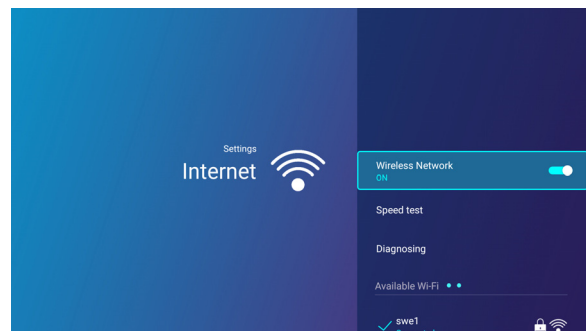 Settings
Internet
Wireless Network
ON
Speed test
Diagnosing
Available Wi-Fi
swe1